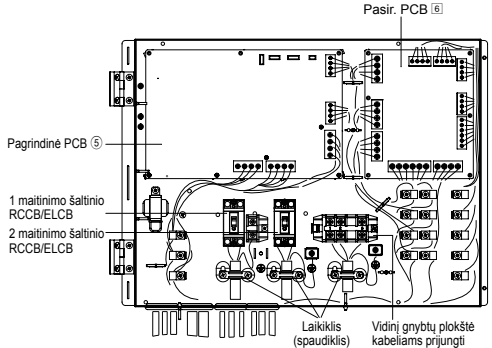 Pasir. PCB 6
Pagrindinė PCB ⑤
1 maitinimo šaltinio
RCCB/ELCB
2 maitinimo šaltinio
RCCB/ELCB
Laikiklis
(spaudiklis)
Vidinį gnybtų plokštė
kabeliams prijungti